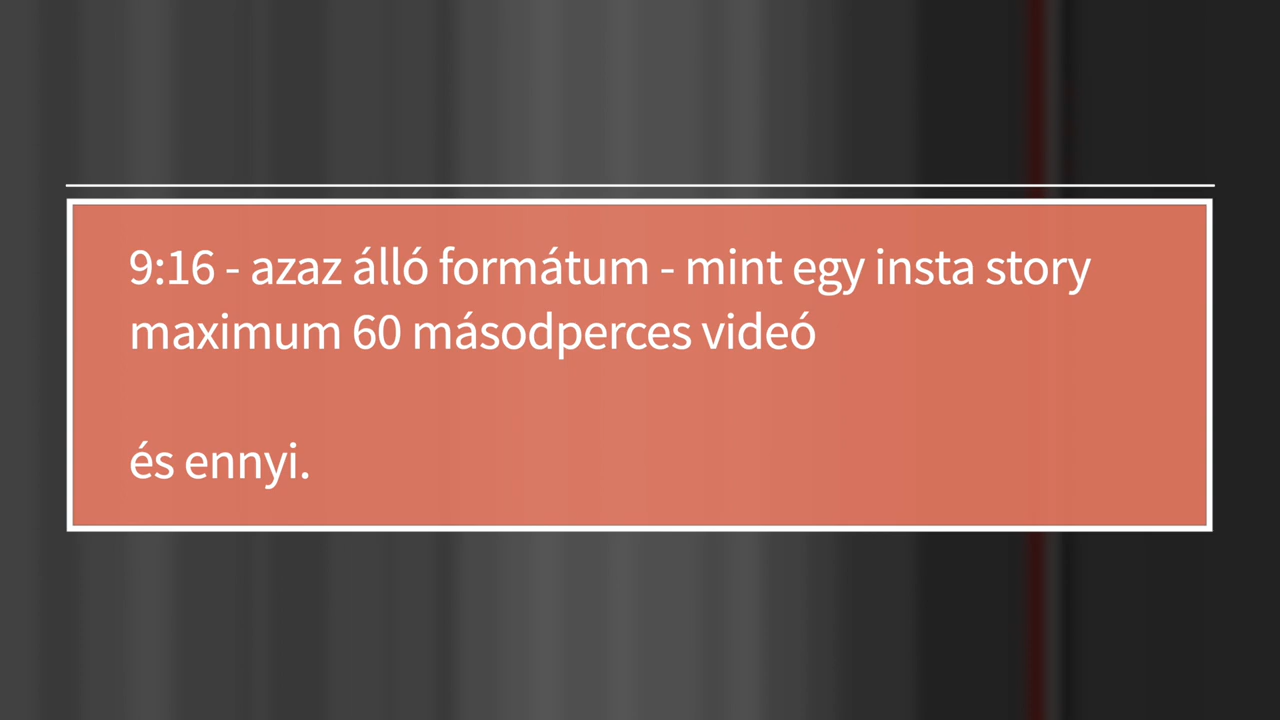 9:16 - azaz álló formátum - mint egy insta story
maximum 60 másodperces videó
és ennyi.